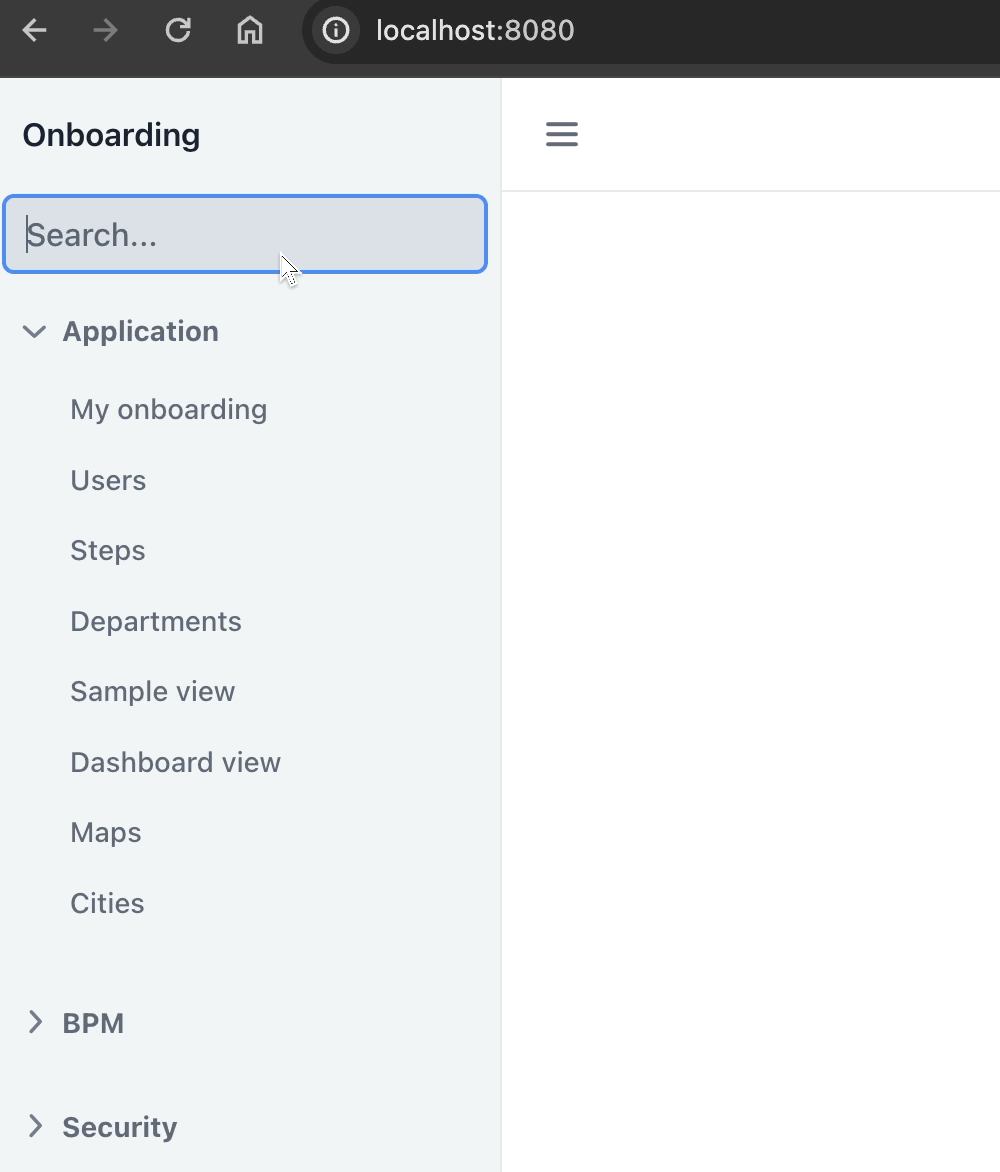 localhost:8080
Onboarding
Search...
Application
My onboarding
Users
Steps
Departments
Sample view
Dashboard view
Maps
Cities
BPM
Security